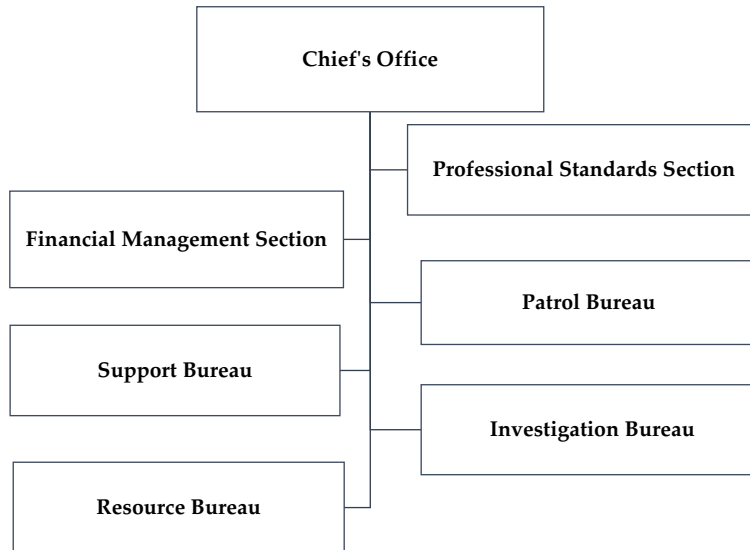 Chief's Office
Professional Standards Section
Financial Management Section
Patrol Bureau
Support Bureau
Investigation Bureau
Resource Bureau